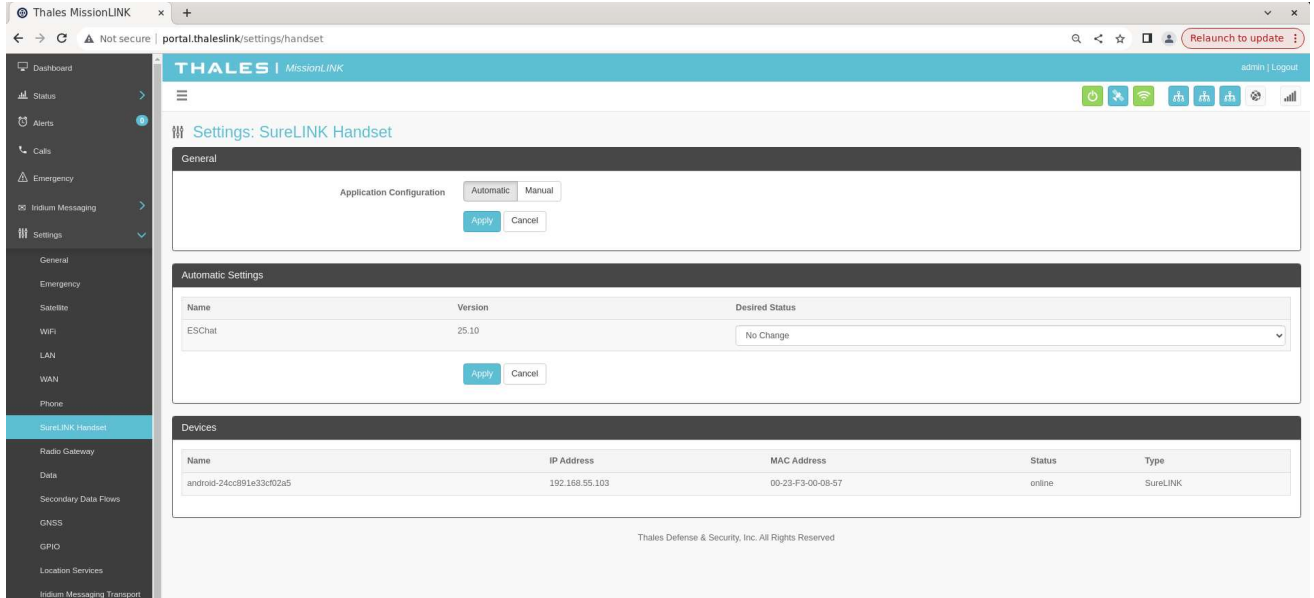 Thales MissionLINK
Not secure | portal.thaleslink/settings/handset
Relaunch to update
Dashboard
THALES | MissionLINK
admin | Logout
Status
Alerts
0
Calls
Emergency
Iridium Messaging
Settings
General
Emergency
Satellite
WiFi
LAN
WAN
Phone
SureLINK Handset
Radio Gateway
Data
Secondary Data Flows
GNSS
GPIO
Location Services
Iridium Messaging Transport
Settings: SureLINK Handset
General
Application Configuration Automatic Manual
Apply Cancel
Automatic Settings
Name Version Desired Status
ESChat 25.10 No Change
Apply Cancel
Devices
Name IP Address MAC Address Status Type
android-24cc891e33cf02a5 192.168.55.103 00-23-F3-00-08-57 online SureLINK
Thales Defense & Security, Inc. All Rights Reserved